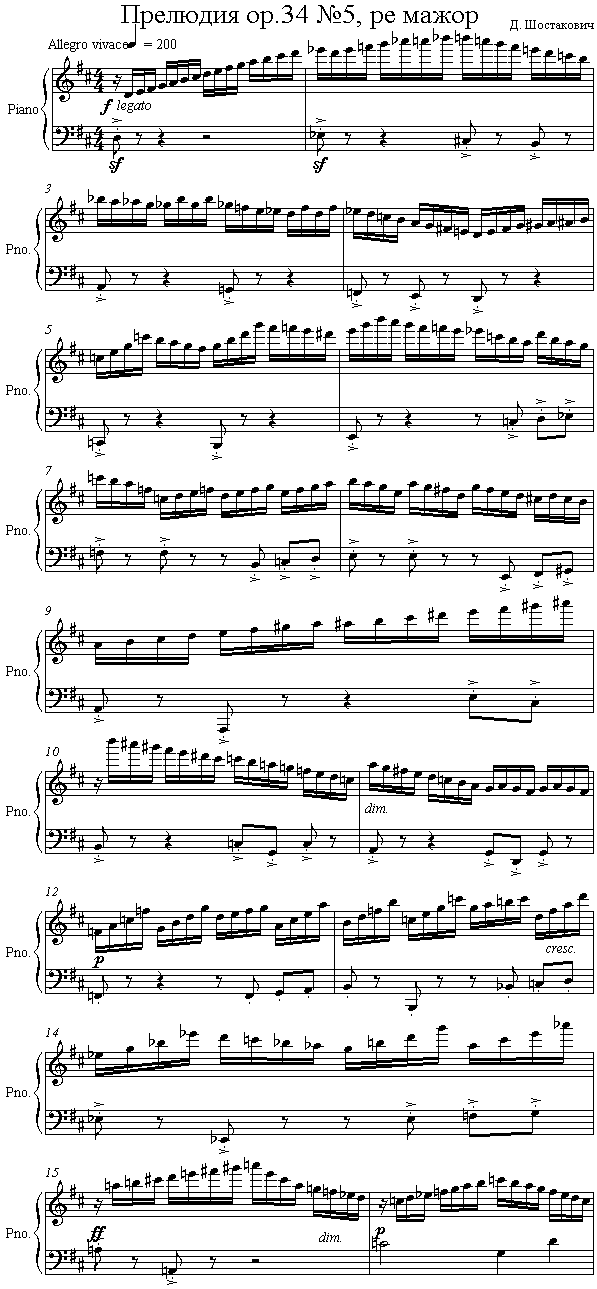 Прелюдия ор.34 №5, ре мажор
Д. Шостакович
Allegro vivace = 200
Piano
f legato
sf sf
3
Pno.
5
Pno.
7
Pno.
9
Pno.
10
Pno.
dim.
12
Pno.
p
cresc.
14
Pno.
15
Pno.
ff
dim.
p